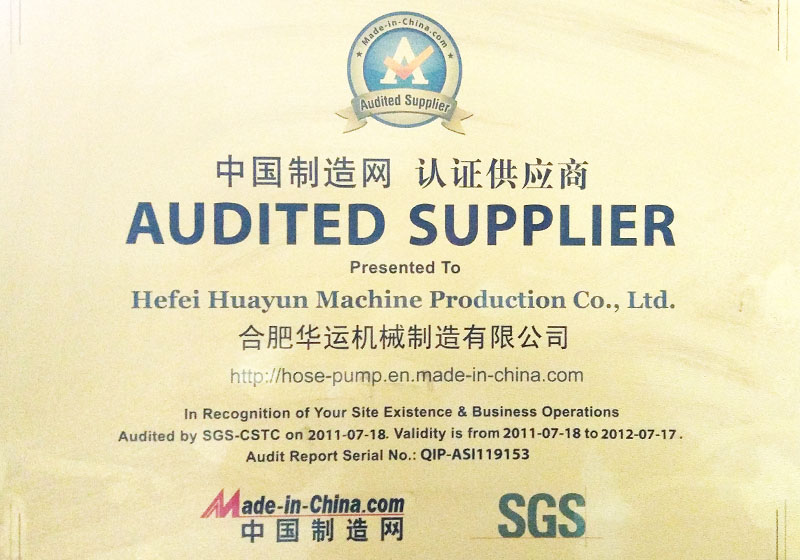 Made-in-China.com
A
Audited Supplier
中国制造网 认证供应商
AUDITED SUPPLIER
Presented To
Hefei Huayun Machine Production Co., Ltd.
合肥华运机械制造有限公司
http://hose-pump.en.made-in-china.com
In Recognition of Your Site Existence & Business Operations
Audited by SGS-CSTC on 2011-07-18. Validity is from 2011-07-18 to 2012-07-17.
Audit Report Serial No.: QIP-ASI119153
Made-in-China.com
中国制造网
SGS